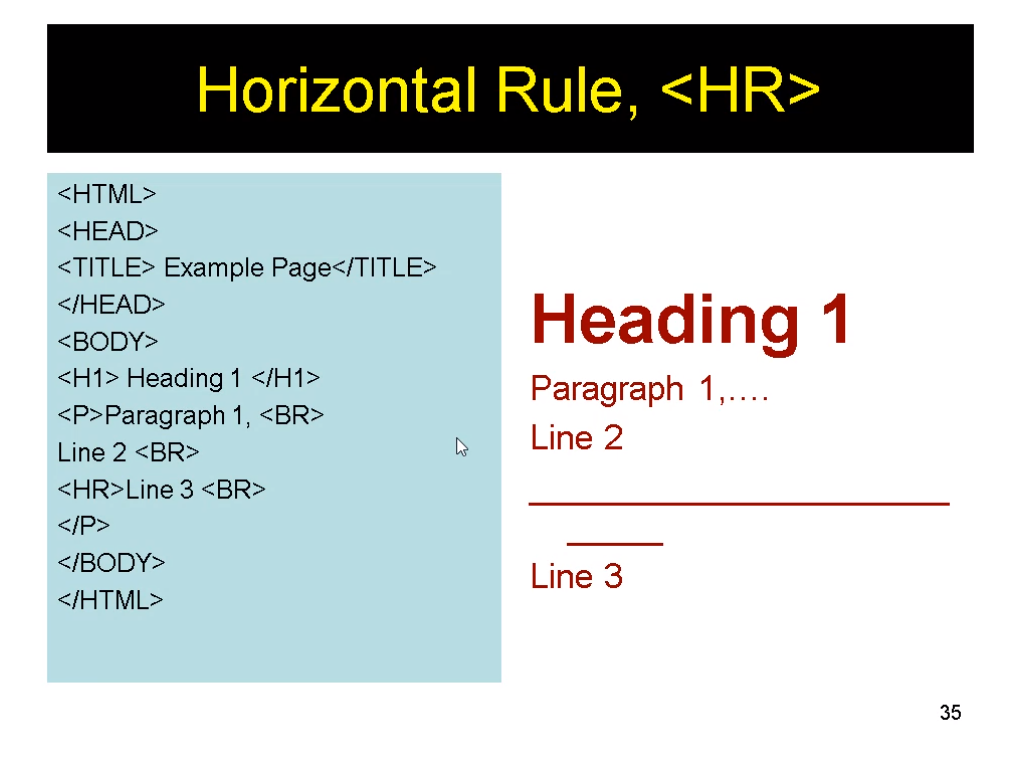 Horizontal Rule, <HR>
<HTML>
<HEAD>
<TITLE> Example Page</TITLE>
</HEAD>
<BODY>
<H1> Heading 1 </H1>
<P>Paragraph 1, <BR>
Line 2 <BR>
<HR>Line 3 <BR>
</P>
</BODY>
</HTML>
Heading 1
Paragraph 1,….
Line 2
Line 3
35